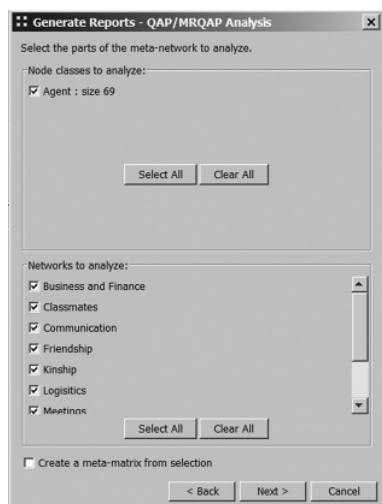 Generate Reports - QAP/MRQAP Analysis
Select the parts of the meta-network to analyze.
Node classes to analyze:
Agent : size 69
Select All Clear All
Networks to analyze:
Business and Finance
Classmates
Communication
Friendship
Kinship
Logisitics
Meetings
Select All Clear All
Create a meta-matrix from selection
< Back Next > Cancel